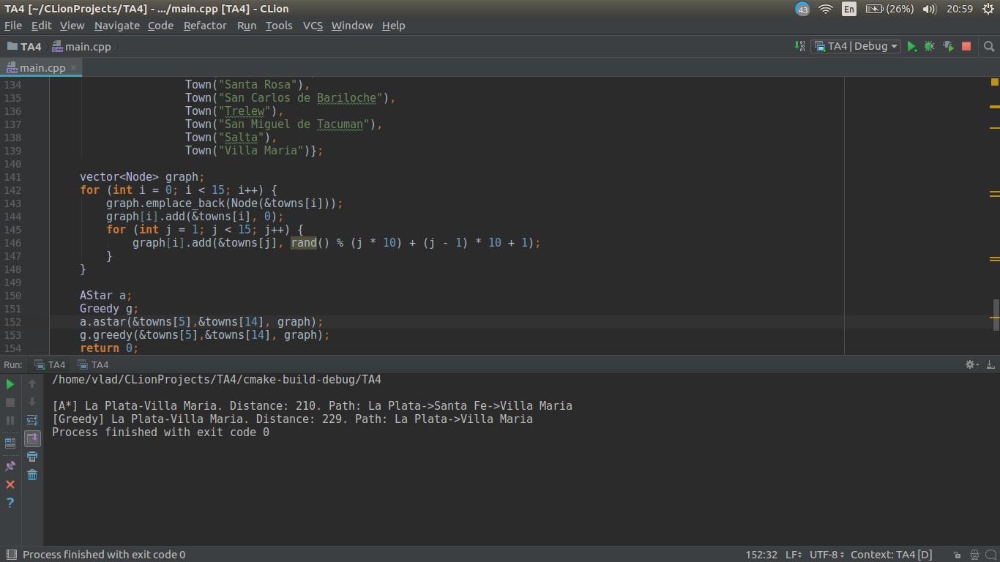 TA4 [~/CLionProjects/TA4] - .../main.cpp [TA4] - CLion
43 En (26%) 20:59
File Edit View Navigate Code Refactor Run Tools VCS Window Help
TA4 main.cpp TA4 | Debug
main.cpp
134 Town("Santa Rosa"),
135 Town("San Carlos de Bariloche"),
136 Town("Trelew"),
137 Town("San Miguel de Tacuman"),
138 Town("Salta"),
139 Town("Villa Maria")};
140
141 vector<Node> graph;
142 for (int i = 0; i < 15; i++) {
143 graph.emplace_back(Node(&towns[i]));
144 graph[i].add(&towns[i], 0);
145 for (int j = 1; j < 15; j++) {
146 graph[i].add(&towns[j], rand() % (j * 10) + (j - 1) * 10 + 1);
147 }
148 }
149
150 AStar a;
151 Greedy g;
152 a.astar(&towns[5],&towns[14], graph);
153 g.greedy(&towns[5],&towns[14], graph);
154 return 0;
Run: TA4 TA4
/home/vlad/CLionProjects/TA4/cmake-build-debug/TA4
[A*] La Plata-Villa Maria. Distance: 210. Path: La Plata->Santa Fe->Villa Maria
[Greedy] La Plata-Villa Maria. Distance: 229. Path: La Plata->Villa Maria
Process finished with exit code 0
Process finished with exit code 0 152:32 LF UTF-8 Context: TA4 [D]